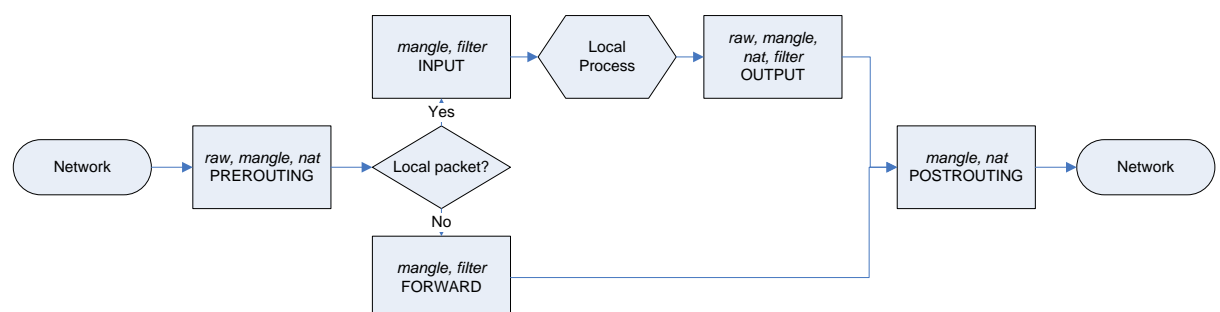 Network
raw, mangle, nat
PREROUTING
Local packet?
Yes
mangle, filter
INPUT
Local
Process
raw, mangle,
nat, filter
OUTPUT
No
mangle, filter
FORWARD
mangle, nat
POSTROUTING
Network